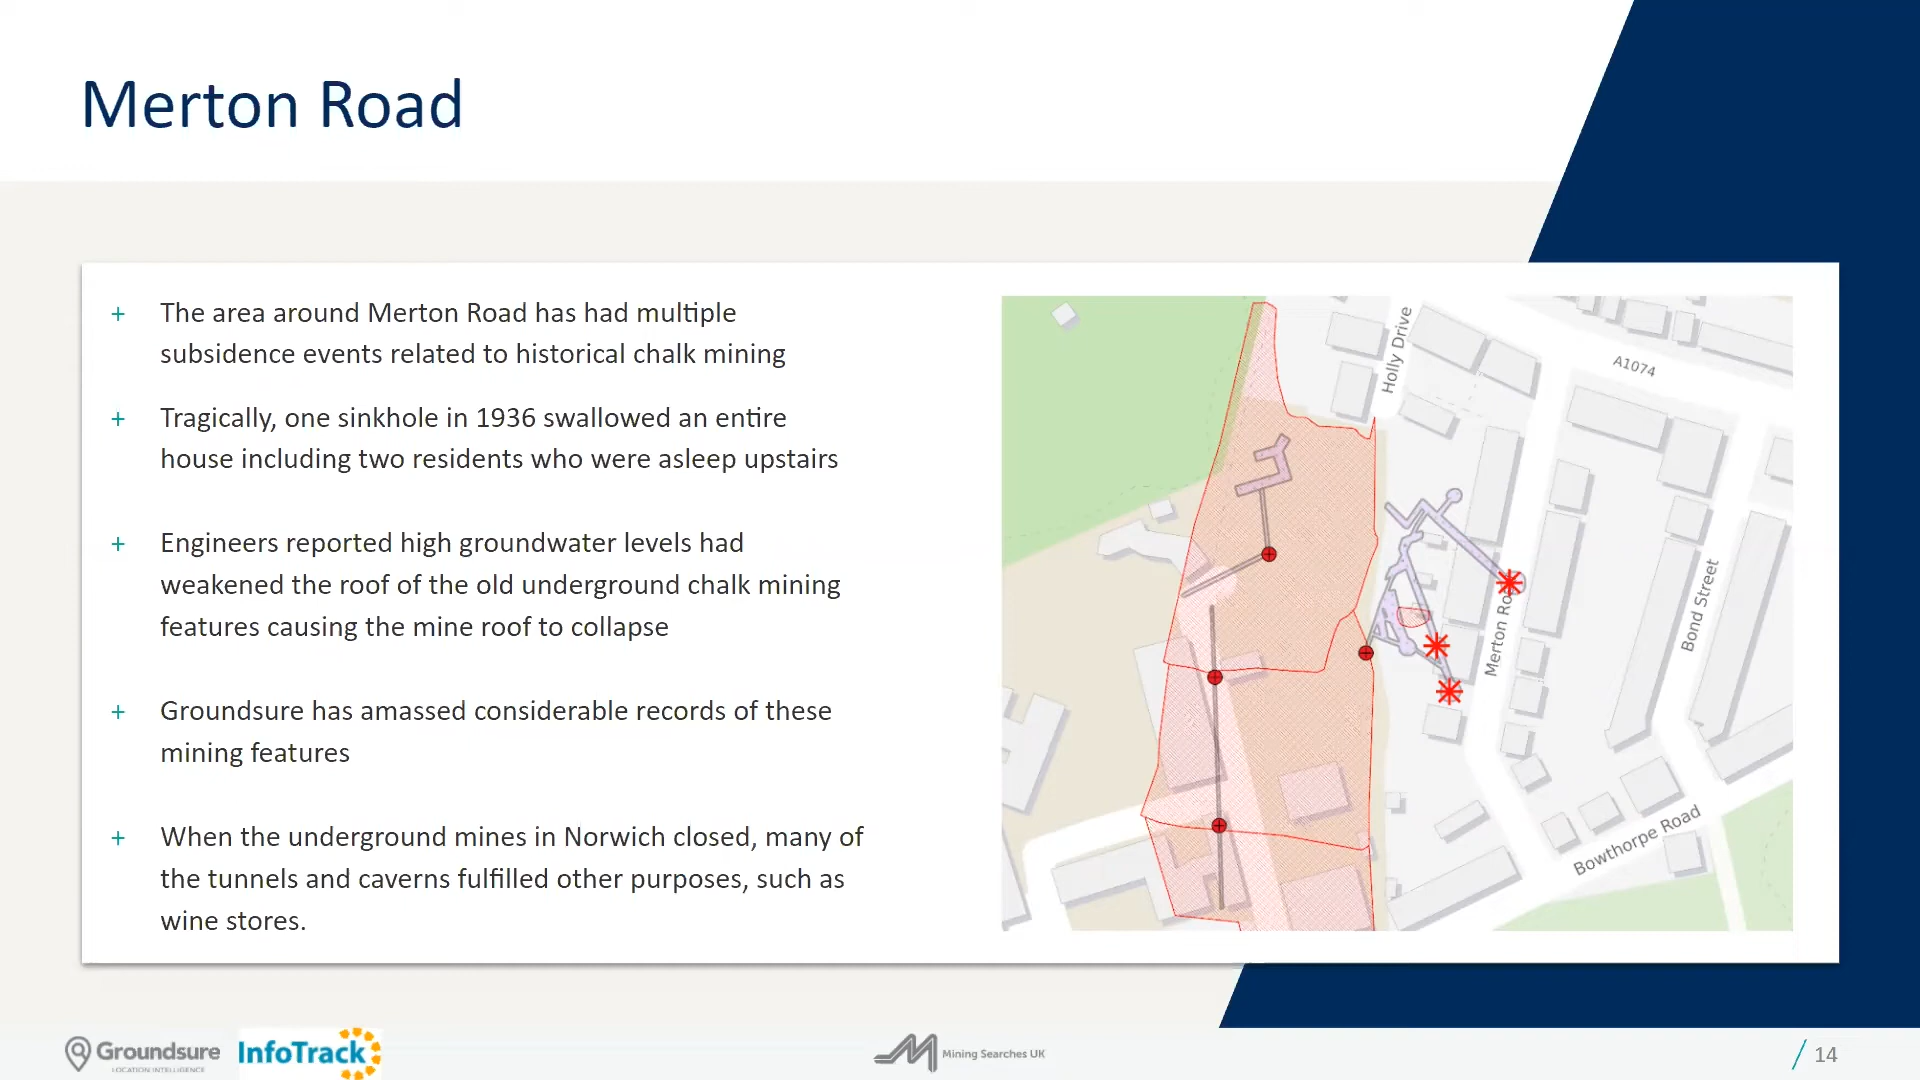 Merton Road
+ The area around Merton Road has had multiple
subsidence events related to historical chalk mining
+ Tragically, one sinkhole in 1936 swallowed an entire
house including two residents who were asleep upstairs
+ Engineers reported high groundwater levels had
weakened the roof of the old underground chalk mining
features causing the mine roof to collapse
+ Groundsure has amassed considerable records of these
mining features
+ When the underground mines in Norwich closed, many of
the tunnels and caverns fulfilled other purposes, such as
wine stores.
Holly Drive
A1074
Merton Ro
Bond Street
Bowthorpe Road
Groundsure
LOCATION INTELLIGENCE
InfoTrack
Mining Searches UK
14